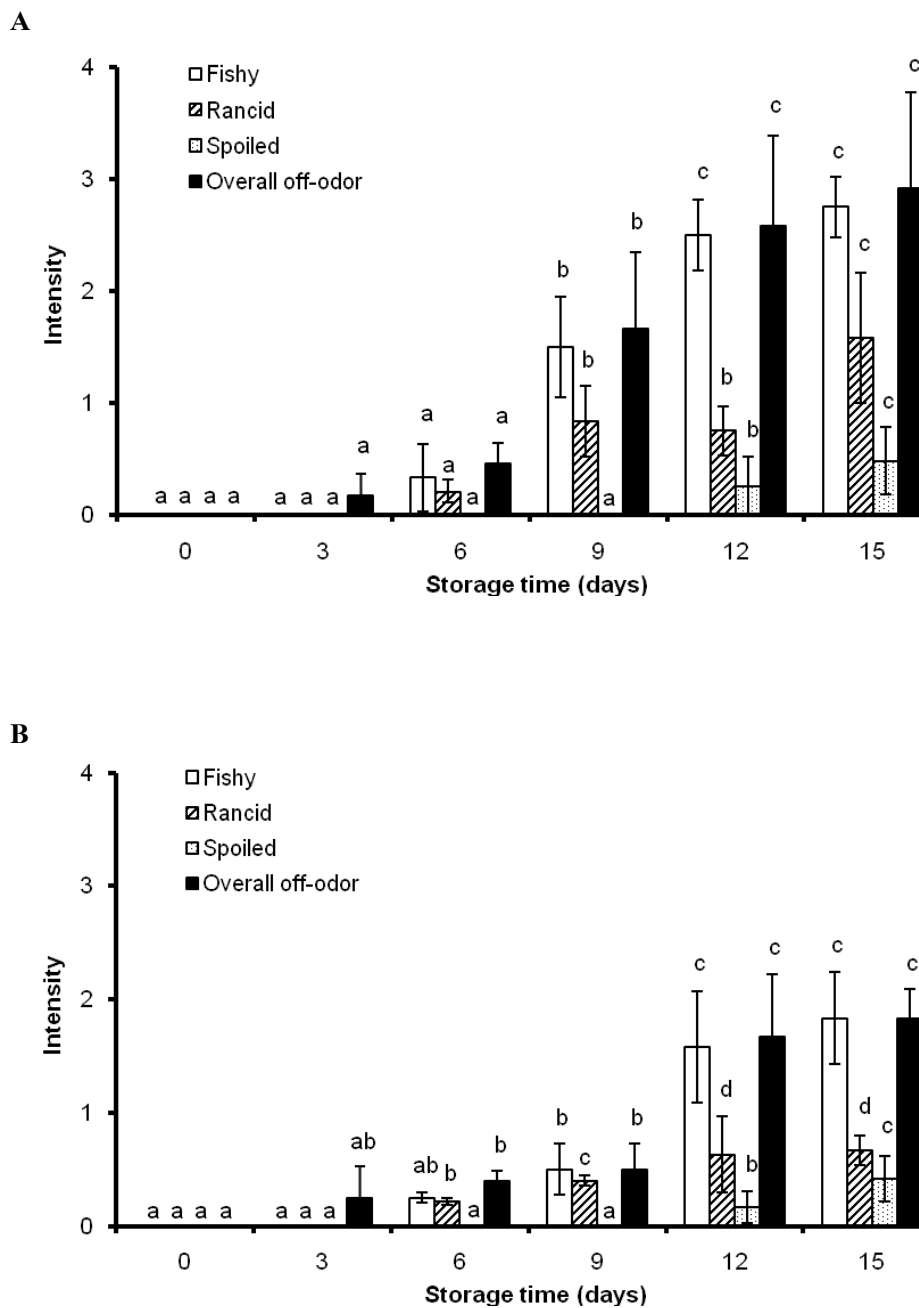 A
4
Fishy
Rancid
Spoiled
Overall off-odor
3
2
1
0
Intensity
c c
c c
b c
b b b c
a a a a a a a a a a a a b
0 3 6 9 12 15
Storage time (days)
B
4
Fishy
Rancid
Spoiled
Overall off-odor
3
2
1
0
Intensity
c c c c
d d
ab ab b b b c b b c
a a a a a a a a a
0 3 6 9 12 15
Storage time (days)